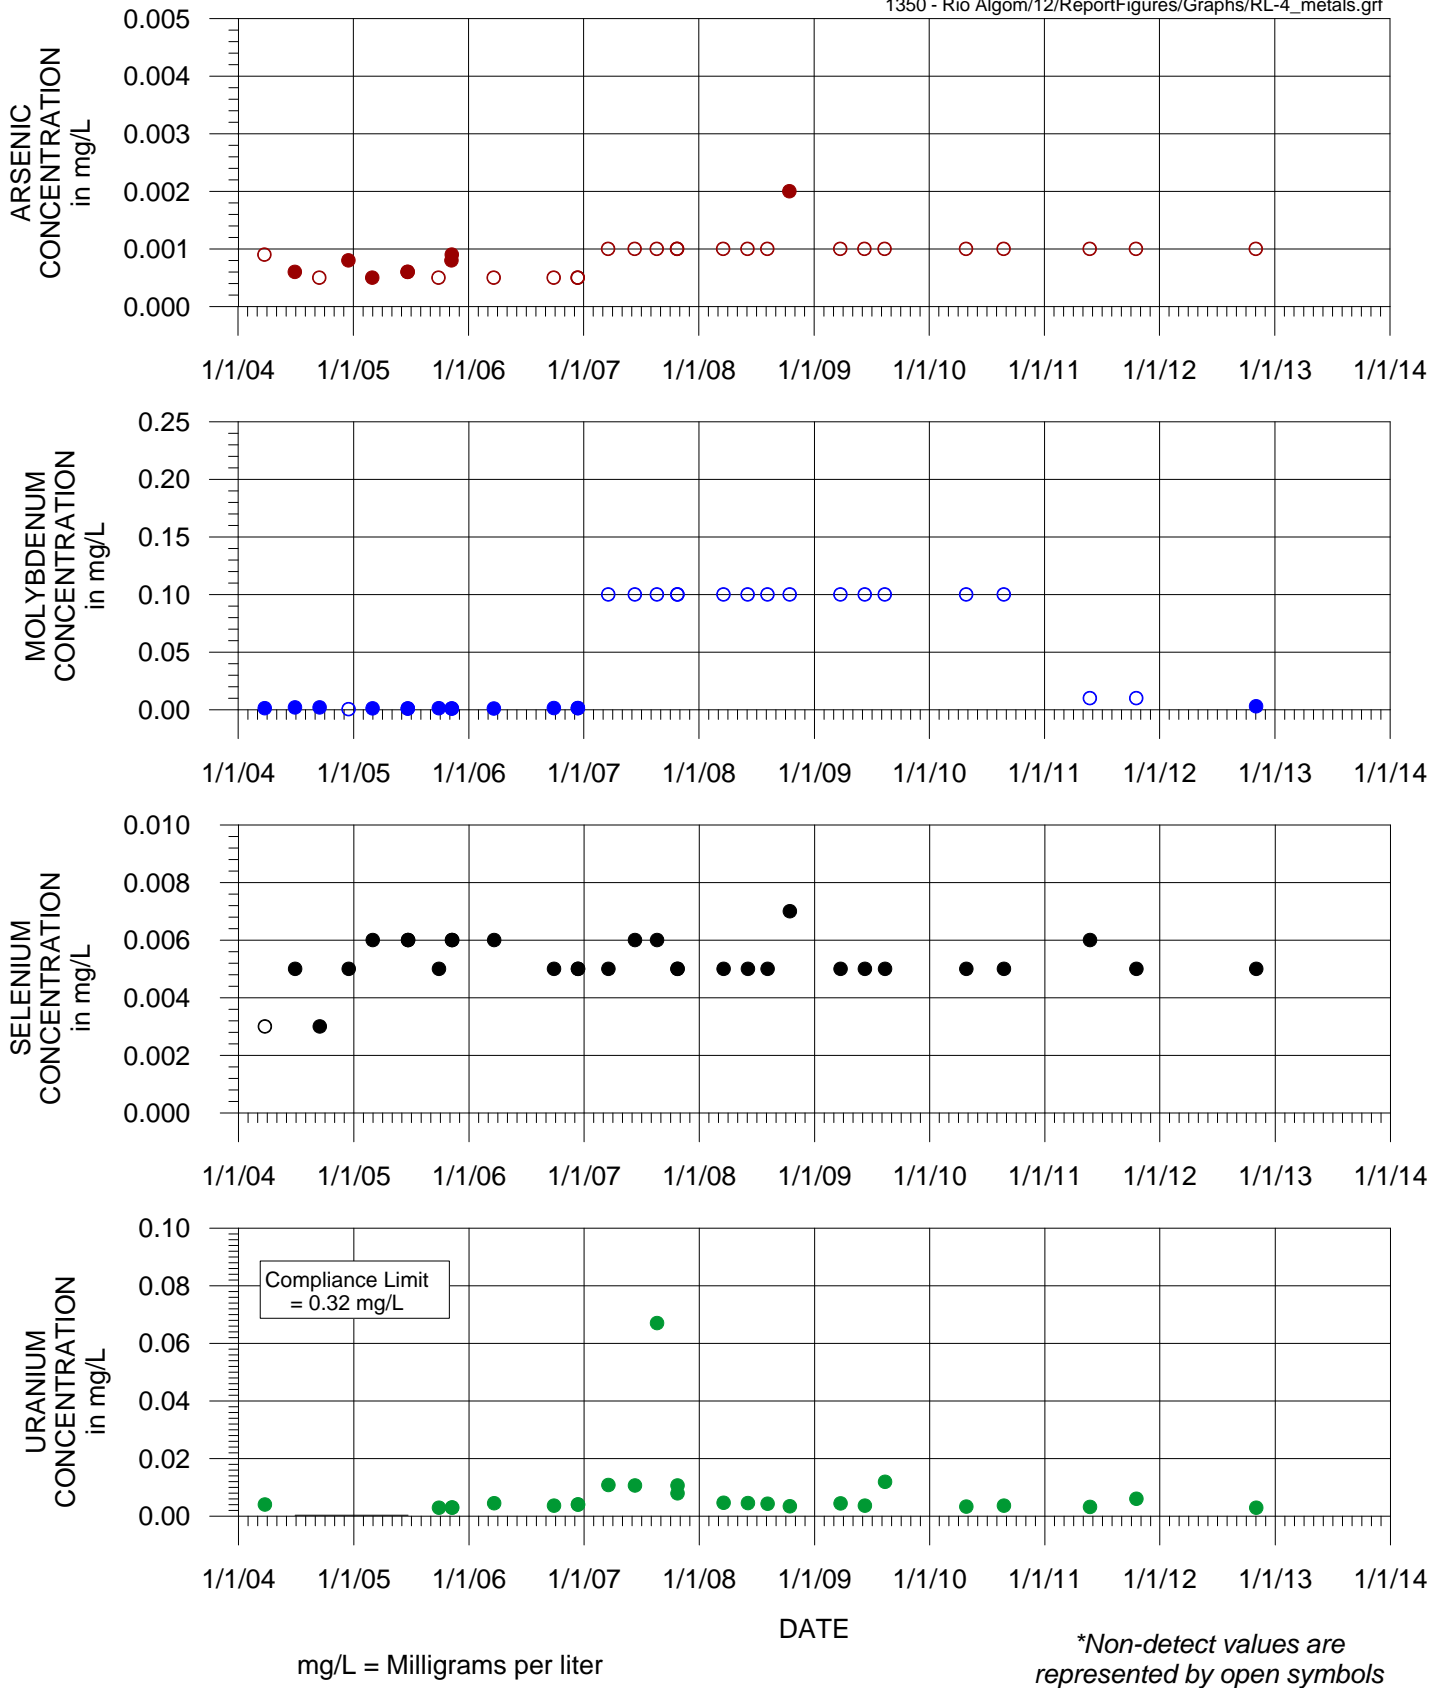 1350 - Rio Algom/12/ReportFigures/Graphs/RL-4_metals.grf
ARSENIC
CONCENTRATION
in mg/L
0.005
0.004
0.003
0.002
0.001
0.000
1/1/04 1/1/05 1/1/06 1/1/07 1/1/08 1/1/09 1/1/10 1/1/11 1/1/12 1/1/13 1/1/14
MOLYBDENUM
CONCENTRATION
in mg/L
0.25
0.20
0.15
0.10
0.05
0.00
1/1/04 1/1/05 1/1/06 1/1/07 1/1/08 1/1/09 1/1/10 1/1/11 1/1/12 1/1/13 1/1/14
SELENIUM
CONCENTRATION
in mg/L
0.010
0.008
0.006
0.004
0.002
0.000
1/1/04 1/1/05 1/1/06 1/1/07 1/1/08 1/1/09 1/1/10 1/1/11 1/1/12 1/1/13 1/1/14
URANIUM
CONCENTRATION
in mg/L
0.10
0.08
0.06
0.04
0.02
0.00
Compliance Limit
= 0.32 mg/L
1/1/04 1/1/05 1/1/06 1/1/07 1/1/08 1/1/09 1/1/10 1/1/11 1/1/12 1/1/13 1/1/14
DATE
mg/L = Milligrams per liter
*Non-detect values are
represented by open symbols